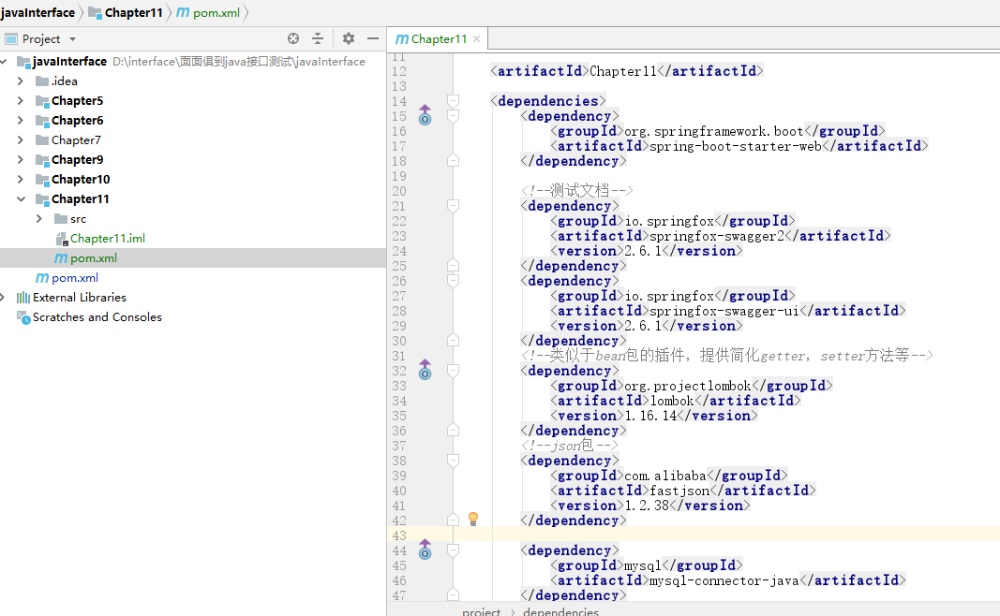 javaInterface Chapter11 pom.xml
Project
Chapter11
javaInterface D:\interface\面面俱到java接口测试\javaInterface
.idea
Chapter5
Chapter6
Chapter7
Chapter9
Chapter10
Chapter11
src
Chapter11.iml
pom.xml
pom.xml
External Libraries
Scratches and Consoles
11
12 <artifactId>Chapter11</artifactId>
13
14 <dependencies>
15 <dependency>
16 <groupId>org.springframework.boot</groupId>
17 <artifactId>spring-boot-starter-web</artifactId>
18 </dependency>
19
20 <!--测试文档-->
21 <dependency>
22 <groupId>io.springfox</groupId>
23 <artifactId>springfox-swagger2</artifactId>
24 <version>2.6.1</version>
25 </dependency>
26 <dependency>
27 <groupId>io.springfox</groupId>
28 <artifactId>springfox-swagger-ui</artifactId>
29 <version>2.6.1</version>
30 </dependency>
31 <!--类似于bean包的插件，提供简化getter，setter方法等-->
32 <dependency>
33 <groupId>org.projectlombok</groupId>
34 <artifactId>lombok</artifactId>
35 <version>1.16.14</version>
36 </dependency>
37 <!--json包-->
38 <dependency>
39 <groupId>com.alibaba</groupId>
40 <artifactId>fastjson</artifactId>
41 <version>1.2.38</version>
42 </dependency>
43
44 <dependency>
45 <groupId>mysql</groupId>
46 <artifactId>mysql-connector-java</artifactId>
47 </dependency>
project › dependencies